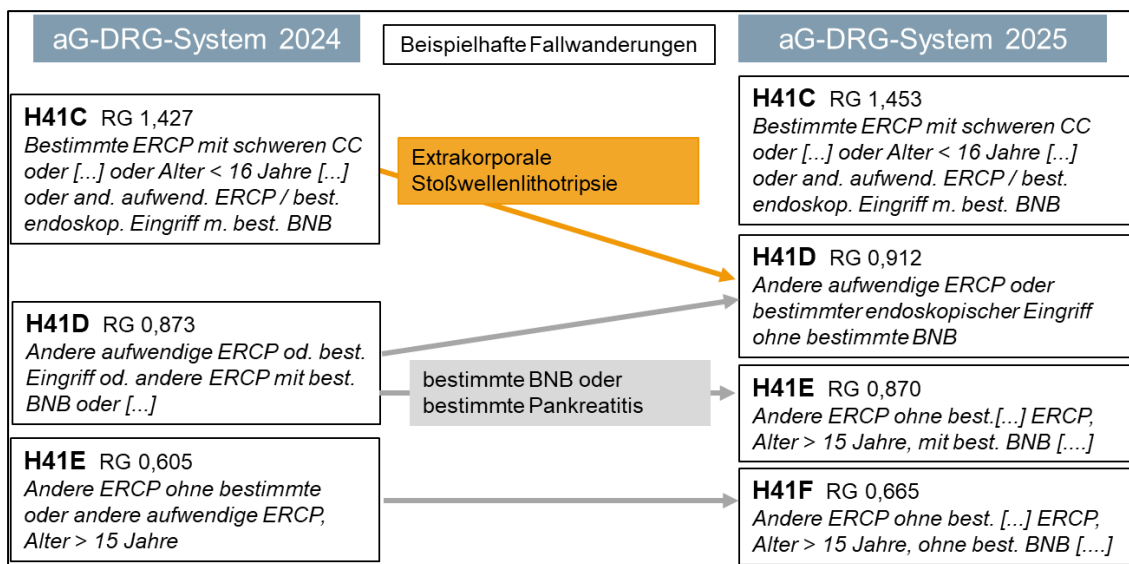 aG-DRG-System 2024
Beispielhafte Fallwanderungen
aG-DRG-System 2025
H41C RG 1,427
Bestimmte ERCP mit schweren CC
oder [...] oder Alter < 16 Jahre [...]
oder and. aufwend. ERCP / best.
endoskop. Eingriff m. best. BNB
H41D RG 0,873
Andere aufwendige ERCP od. best.
Eingriff od. andere ERCP mit best.
BNB oder [...]
H41E RG 0,605
Andere ERCP ohne bestimmte
oder andere aufwendige ERCP,
Alter > 15 Jahre
Extrakorporale
Stoßwellenlithotripsie
bestimmte BNB oder
bestimmte Pankreatitis
H41C RG 1,453
Bestimmte ERCP mit schweren CC
oder [...] oder Alter < 16 Jahre [...]
oder and. aufwend. ERCP / best.
endoskop. Eingriff m. best. BNB
H41D RG 0,912
Andere aufwendige ERCP oder
bestimmter endoskopischer Eingriff
ohne bestimmte BNB
H41E RG 0,870
Andere ERCP ohne best.[...] ERCP,
Alter > 15 Jahre, mit best. BNB [....]
H41F RG 0,665
Andere ERCP ohne best. [...] ERCP,
Alter > 15 Jahre, ohne best. BNB [....]